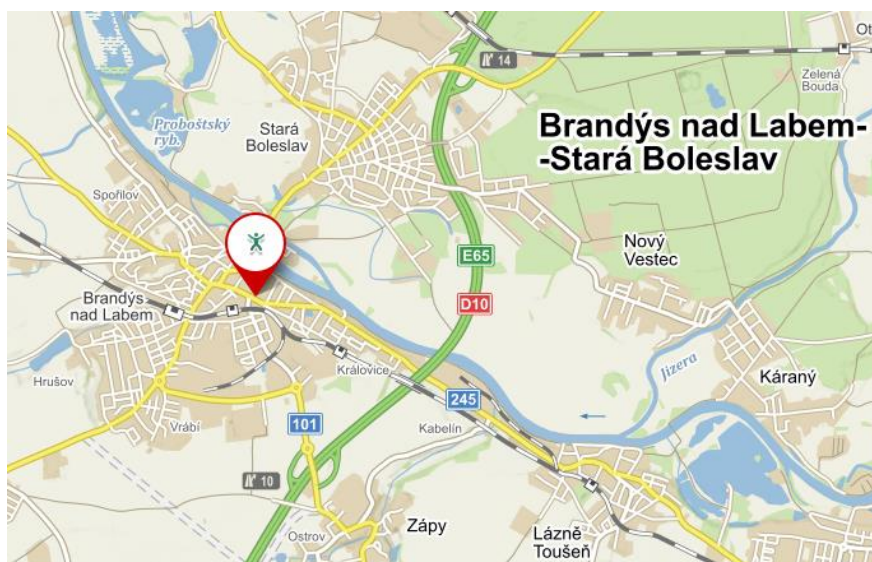 Ot
14
Zelená
Bouda
Proboštský
ryb.
Stará
Boleslav
Brandýs nad Labem-
-Stará Boleslav
Spořilov
Nový
Vestec
E65
D10
Brandýs
nad Labem
Jizera
Královice
Káraný
Hrušov
245
101
Vrábí
Kabelín
10
Zápy
Ostrov
Lázně
Toušeň